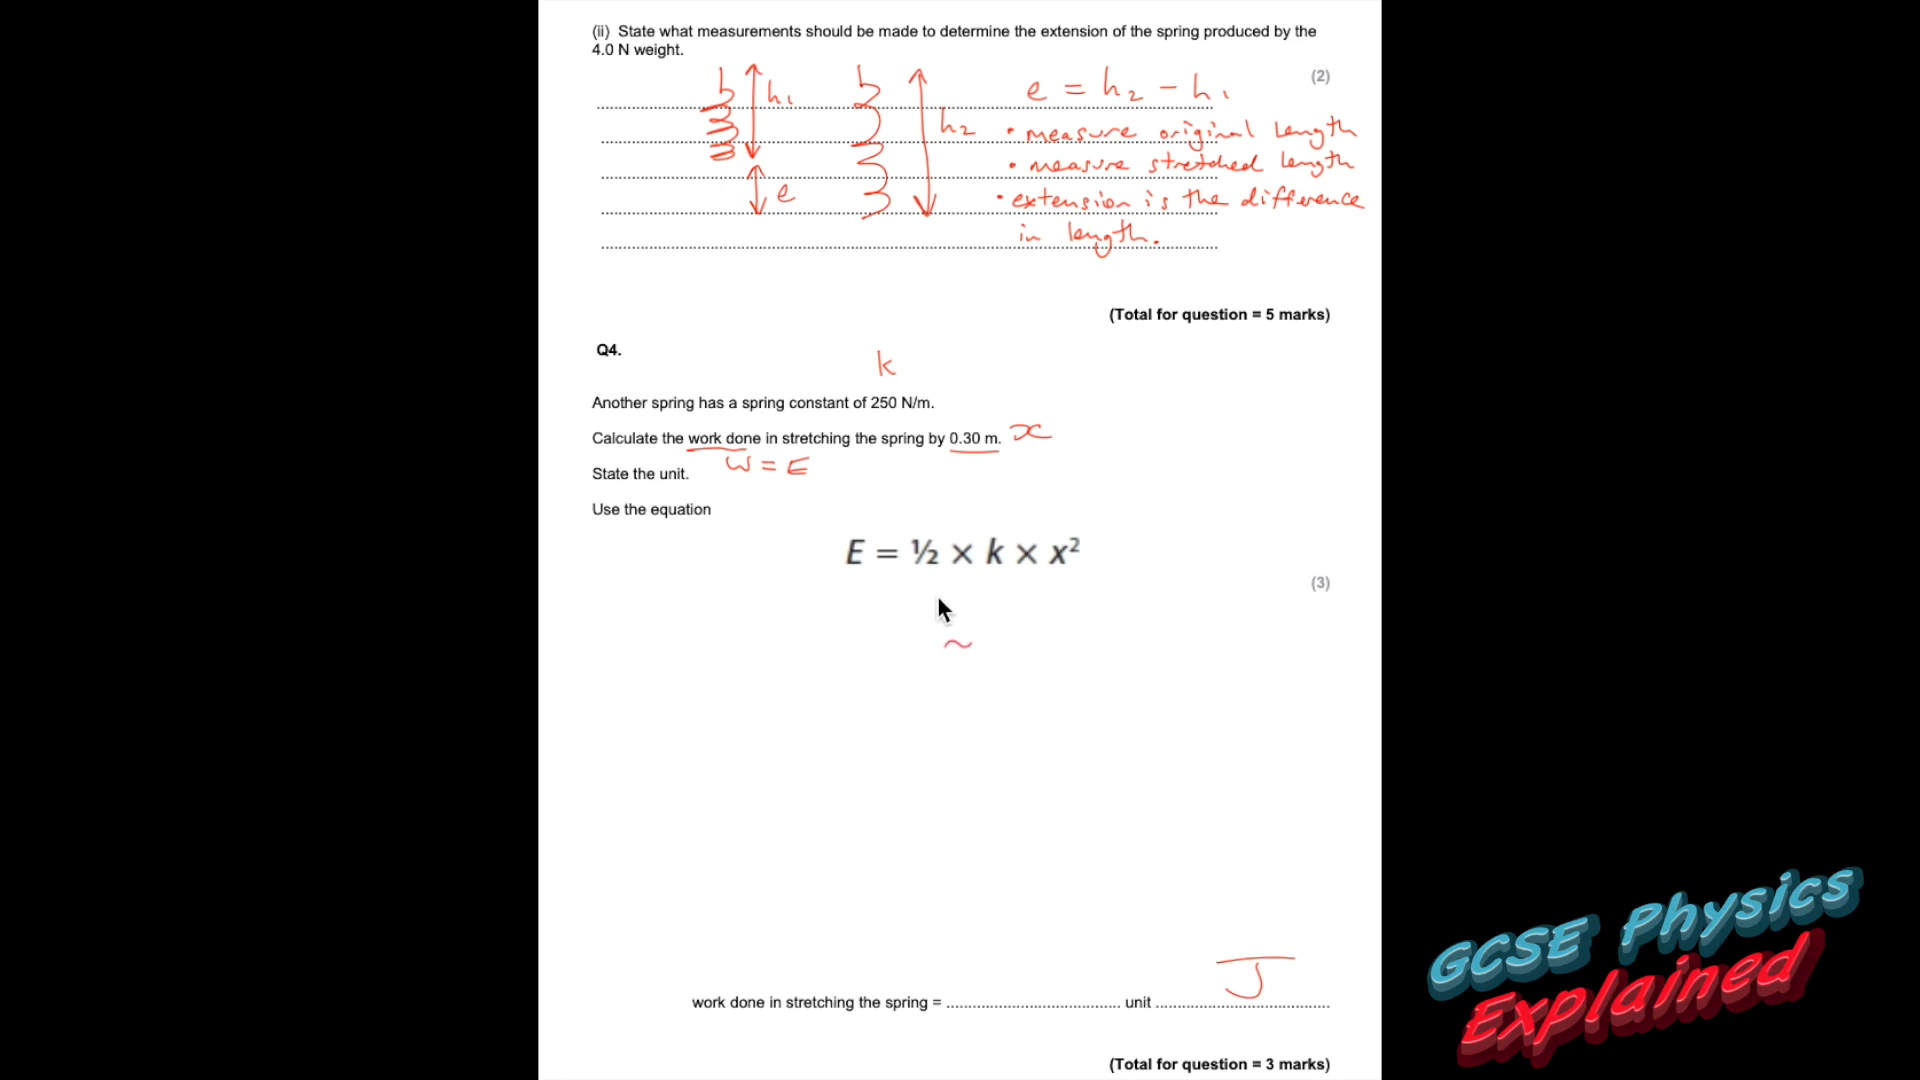 (ii) State what measurements should be made to determine the extension of the spring produced by the
4.0 N weight.
(2)
h₁
h₂
e
e = h₂ - h₁
• measure original length
• measure stretched length
• extension is the difference
in length.
(Total for question = 5 marks)
Q4.
k
Another spring has a spring constant of 250 N/m.
Calculate the work done in stretching the spring by 0.30 m. x
W = E
State the unit.
Use the equation
E = ½ × k × x²
(3)
work done in stretching the spring = .......................................... unit J
(Total for question = 3 marks)
GCSE Physics
Explained